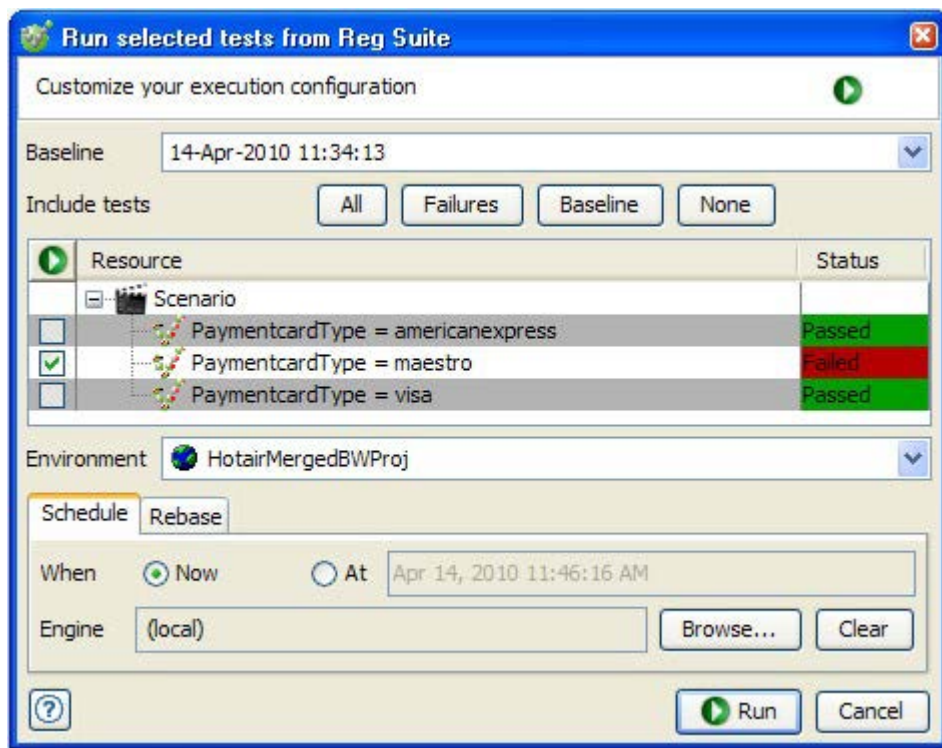 Run selected tests from Reg Suite
Customize your execution configuration
Baseline 14-Apr-2010 11:34:13
Include tests All Failures Baseline None
Resource Status
Scenario
PaymentcardType = americanexpress Passed
PaymentcardType = maestro Failed
PaymentcardType = visa Passed
Environment HotairMergedBWProj
Schedule Rebase
When Now At Apr 14, 2010 11:46:16 AM
Engine (local) Browse... Clear
? Run Cancel